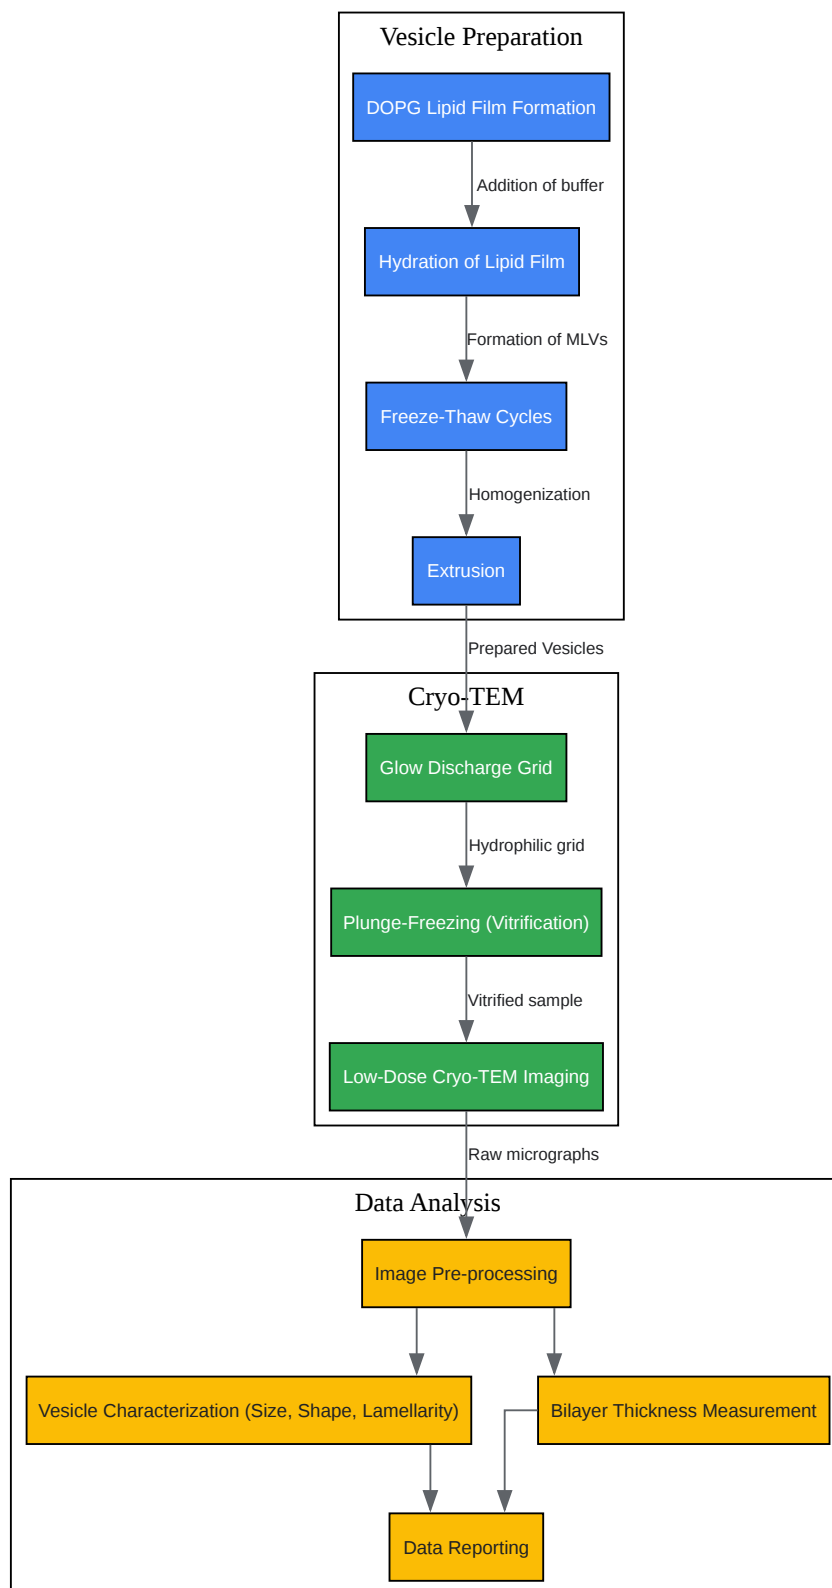 Vesicle Preparation
DOPG Lipid Film Formation
Addition of buffer
Hydration of Lipid Film
Formation of MLVs
Freeze-Thaw Cycles
Homogenization
Extrusion
Prepared Vesicles
Cryo-TEM
Glow Discharge Grid
Hydrophilic grid
Plunge-Freezing (Vitrification)
Vitrified sample
Low-Dose Cryo-TEM Imaging
Raw micrographs
Data Analysis
Image Pre-processing
Vesicle Characterization (Size, Shape, Lamellarity)
Bilayer Thickness Measurement
Data Reporting